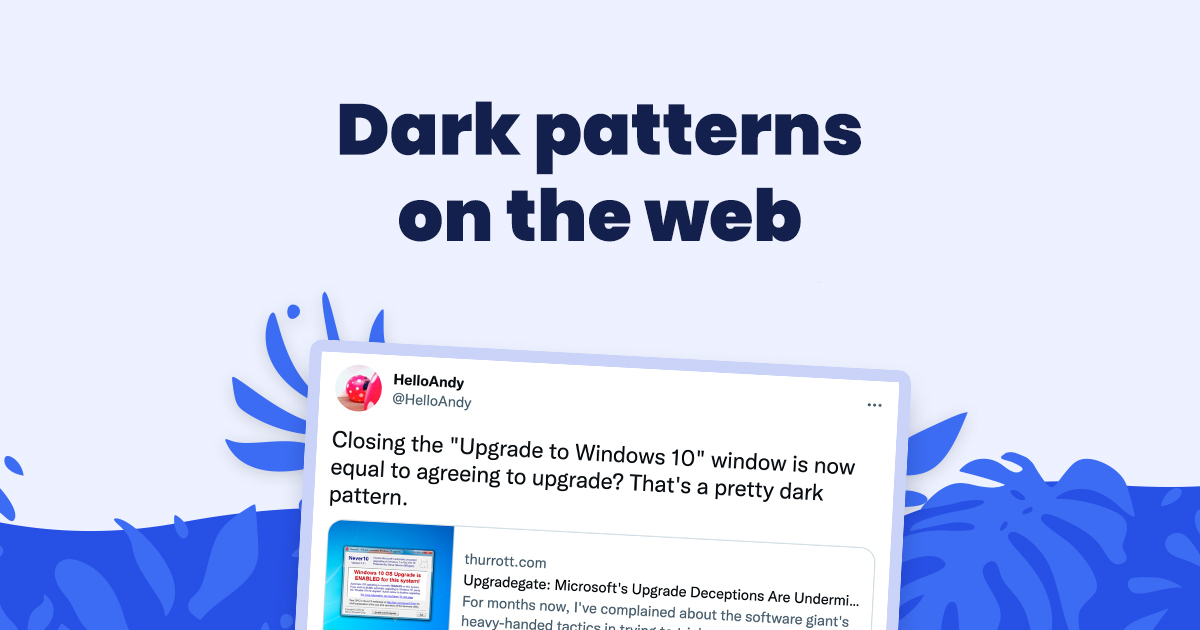 Dark patterns
on the web
HelloAndy
@HelloAndy
Closing the "Upgrade to Windows 10" window is now
equal to agreeing to upgrade? That's a pretty dark
pattern.
Never10
Windows 10 OS Upgrade is
ENABLED for this system!
thurrott.com
Upgradegate: Microsoft's Upgrade Deceptions Are Undermi...
For months now, I've complained about the software giant's
heavy-handed tactics in trying to